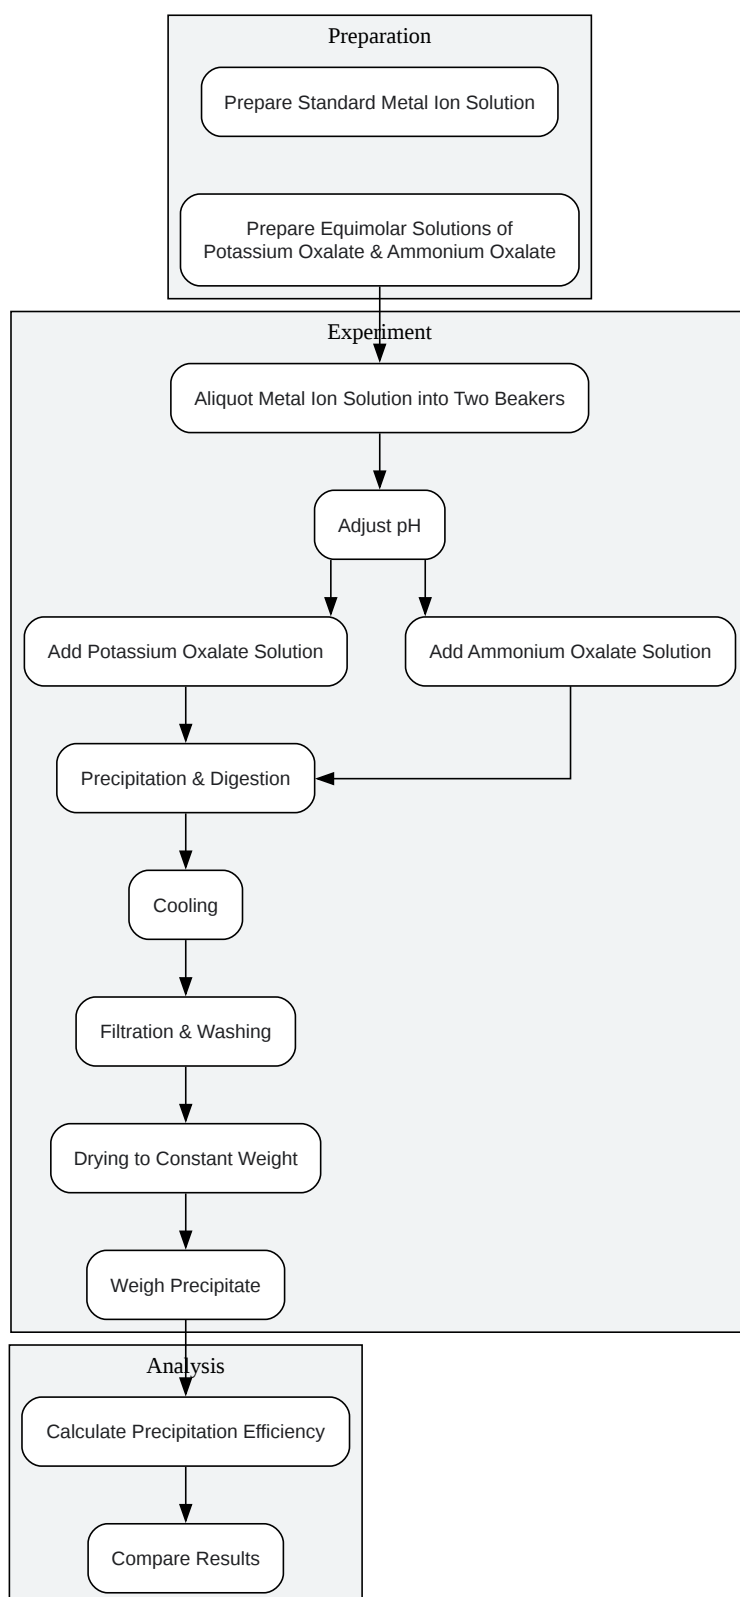 Preparation
Prepare Standard Metal Ion Solution
Prepare Equimolar Solutions of
Potassium Oxalate & Ammonium Oxalate
Experiment
Aliquot Metal Ion Solution into Two Beakers
Adjust pH
Add Potassium Oxalate Solution
Add Ammonium Oxalate Solution
Precipitation & Digestion
Cooling
Filtration & Washing
Drying to Constant Weight
Weigh Precipitate
Analysis
Calculate Precipitation Efficiency
Compare Results